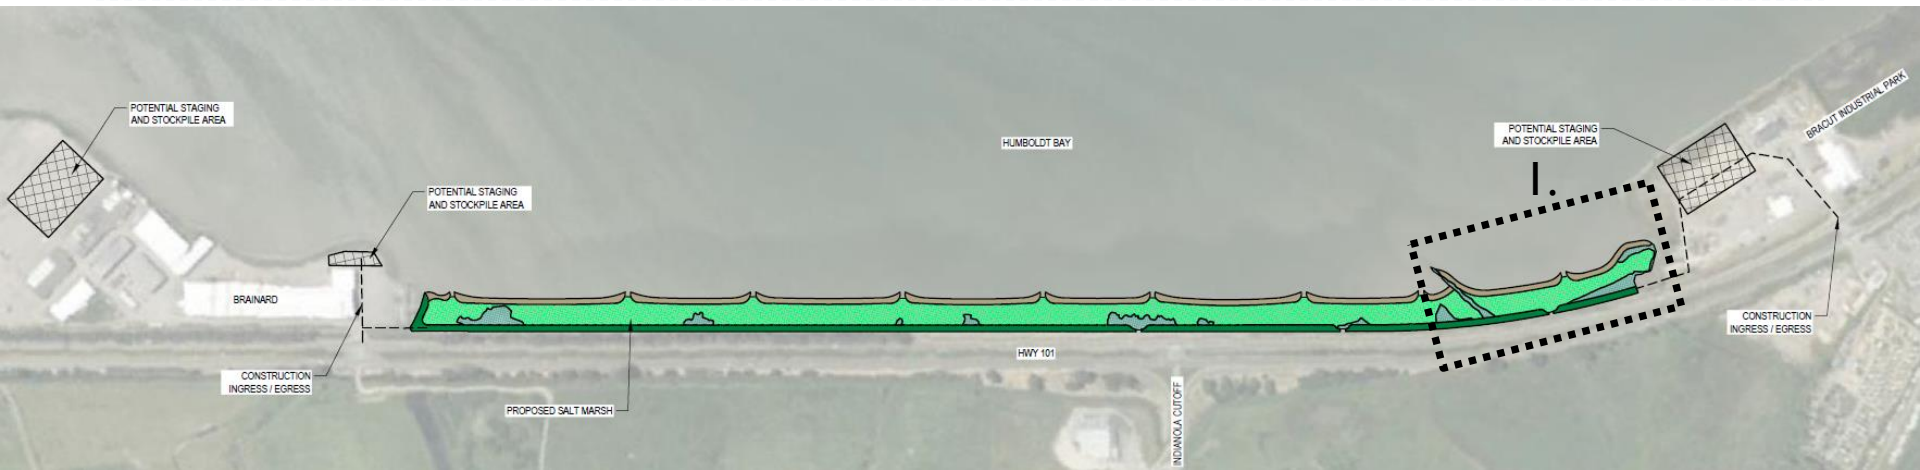 POTENTIAL STAGING
AND STOCKPILE AREA
POTENTIAL STAGING
AND STOCKPILE AREA
BRAINARD
CONSTRUCTION
INGRESS / EGRESS
PROPOSED SALT MARSH
HUMBOLDT BAY
HWY 101
INDIANOLA CUTOFF
POTENTIAL STAGING
AND STOCKPILE AREA
I.
BRACUT INDUSTRIAL PARK
CONSTRUCTION
INGRESS / EGRESS